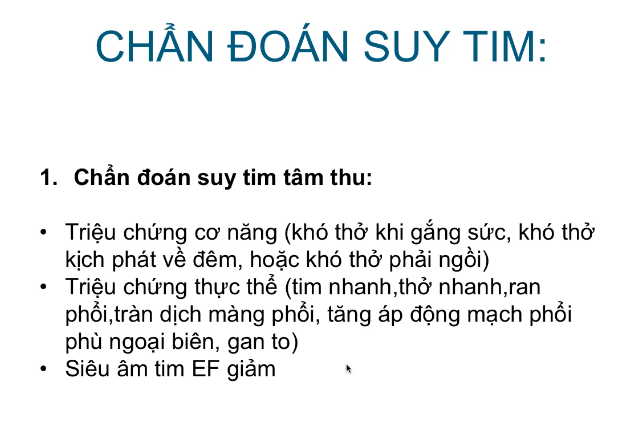 CHẨN ĐOÁN SUY TIM:
1. Chẩn đoán suy tim tâm thu:
• Triệu chứng cơ năng (khó thở khi gắng sức, khó thở
kịch phát về đêm, hoặc khó thở phải ngồi)
• Triệu chứng thực thể (tim nhanh,thở nhanh,ran
phổi,tràn dịch màng phổi, tăng áp động mạch phổi
phù ngoại biên, gan to)
• Siêu âm tim EF giảm